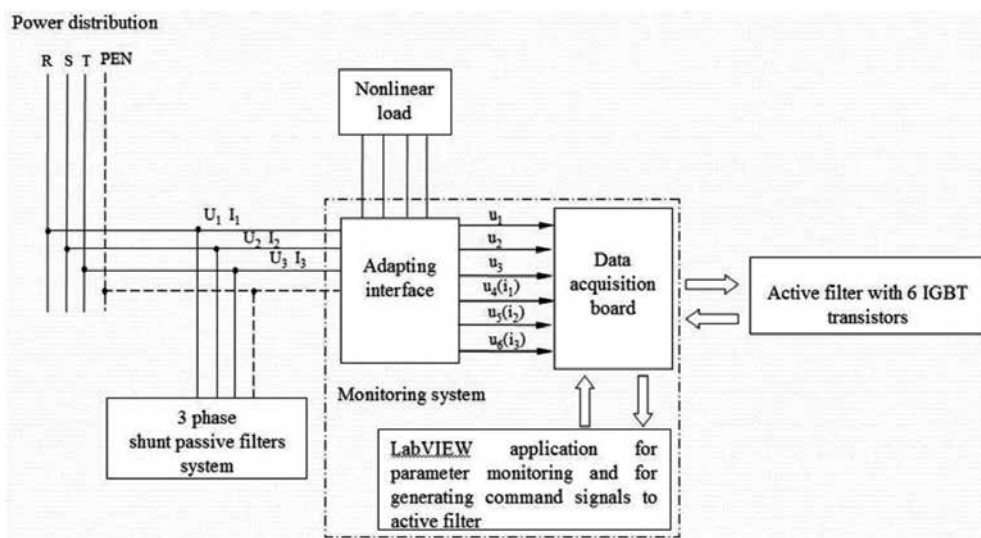 Power distribution
R S T PEN
Nonlinear
load
U₁ I₁
U₂ I₂
U₃ I₃
Adapting
interface
u₁
u₂
u₃
u₄(i₁)
u₅(i₂)
u₆(i₃)
Data
acquisition
board
Active filter with 6 IGBT
transistors
Monitoring system
3 phase
shunt passive filters
system
LabVIEW application for
parameter monitoring and for
generating command signals to
active filter